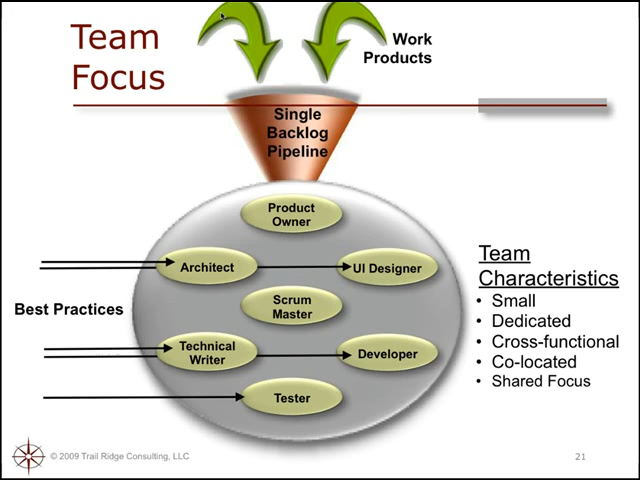 Team
Focus
Work
Products
Single
Backlog
Pipeline
Product
Owner
Architect
UI Designer
Scrum
Master
Best Practices
Technical
Writer
Developer
Tester
Team
Characteristics
• Small
• Dedicated
• Cross-functional
• Co-located
• Shared Focus
© 2009 Trail Ridge Consulting, LLC
21